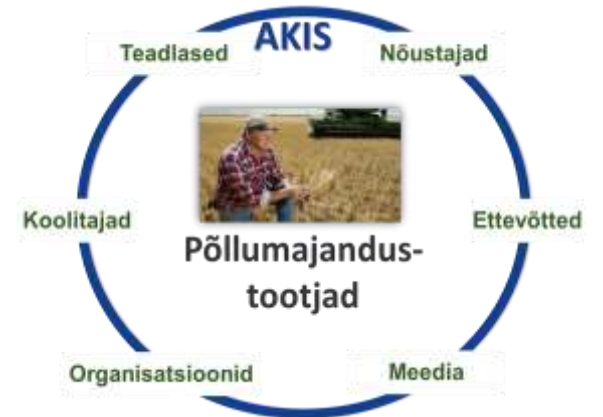 AKIS
Teadlased
Nõustajad
Koolitajad
Ettevõtted
Põllumajandus-
tootjad
Organisatsioonid
Meedia